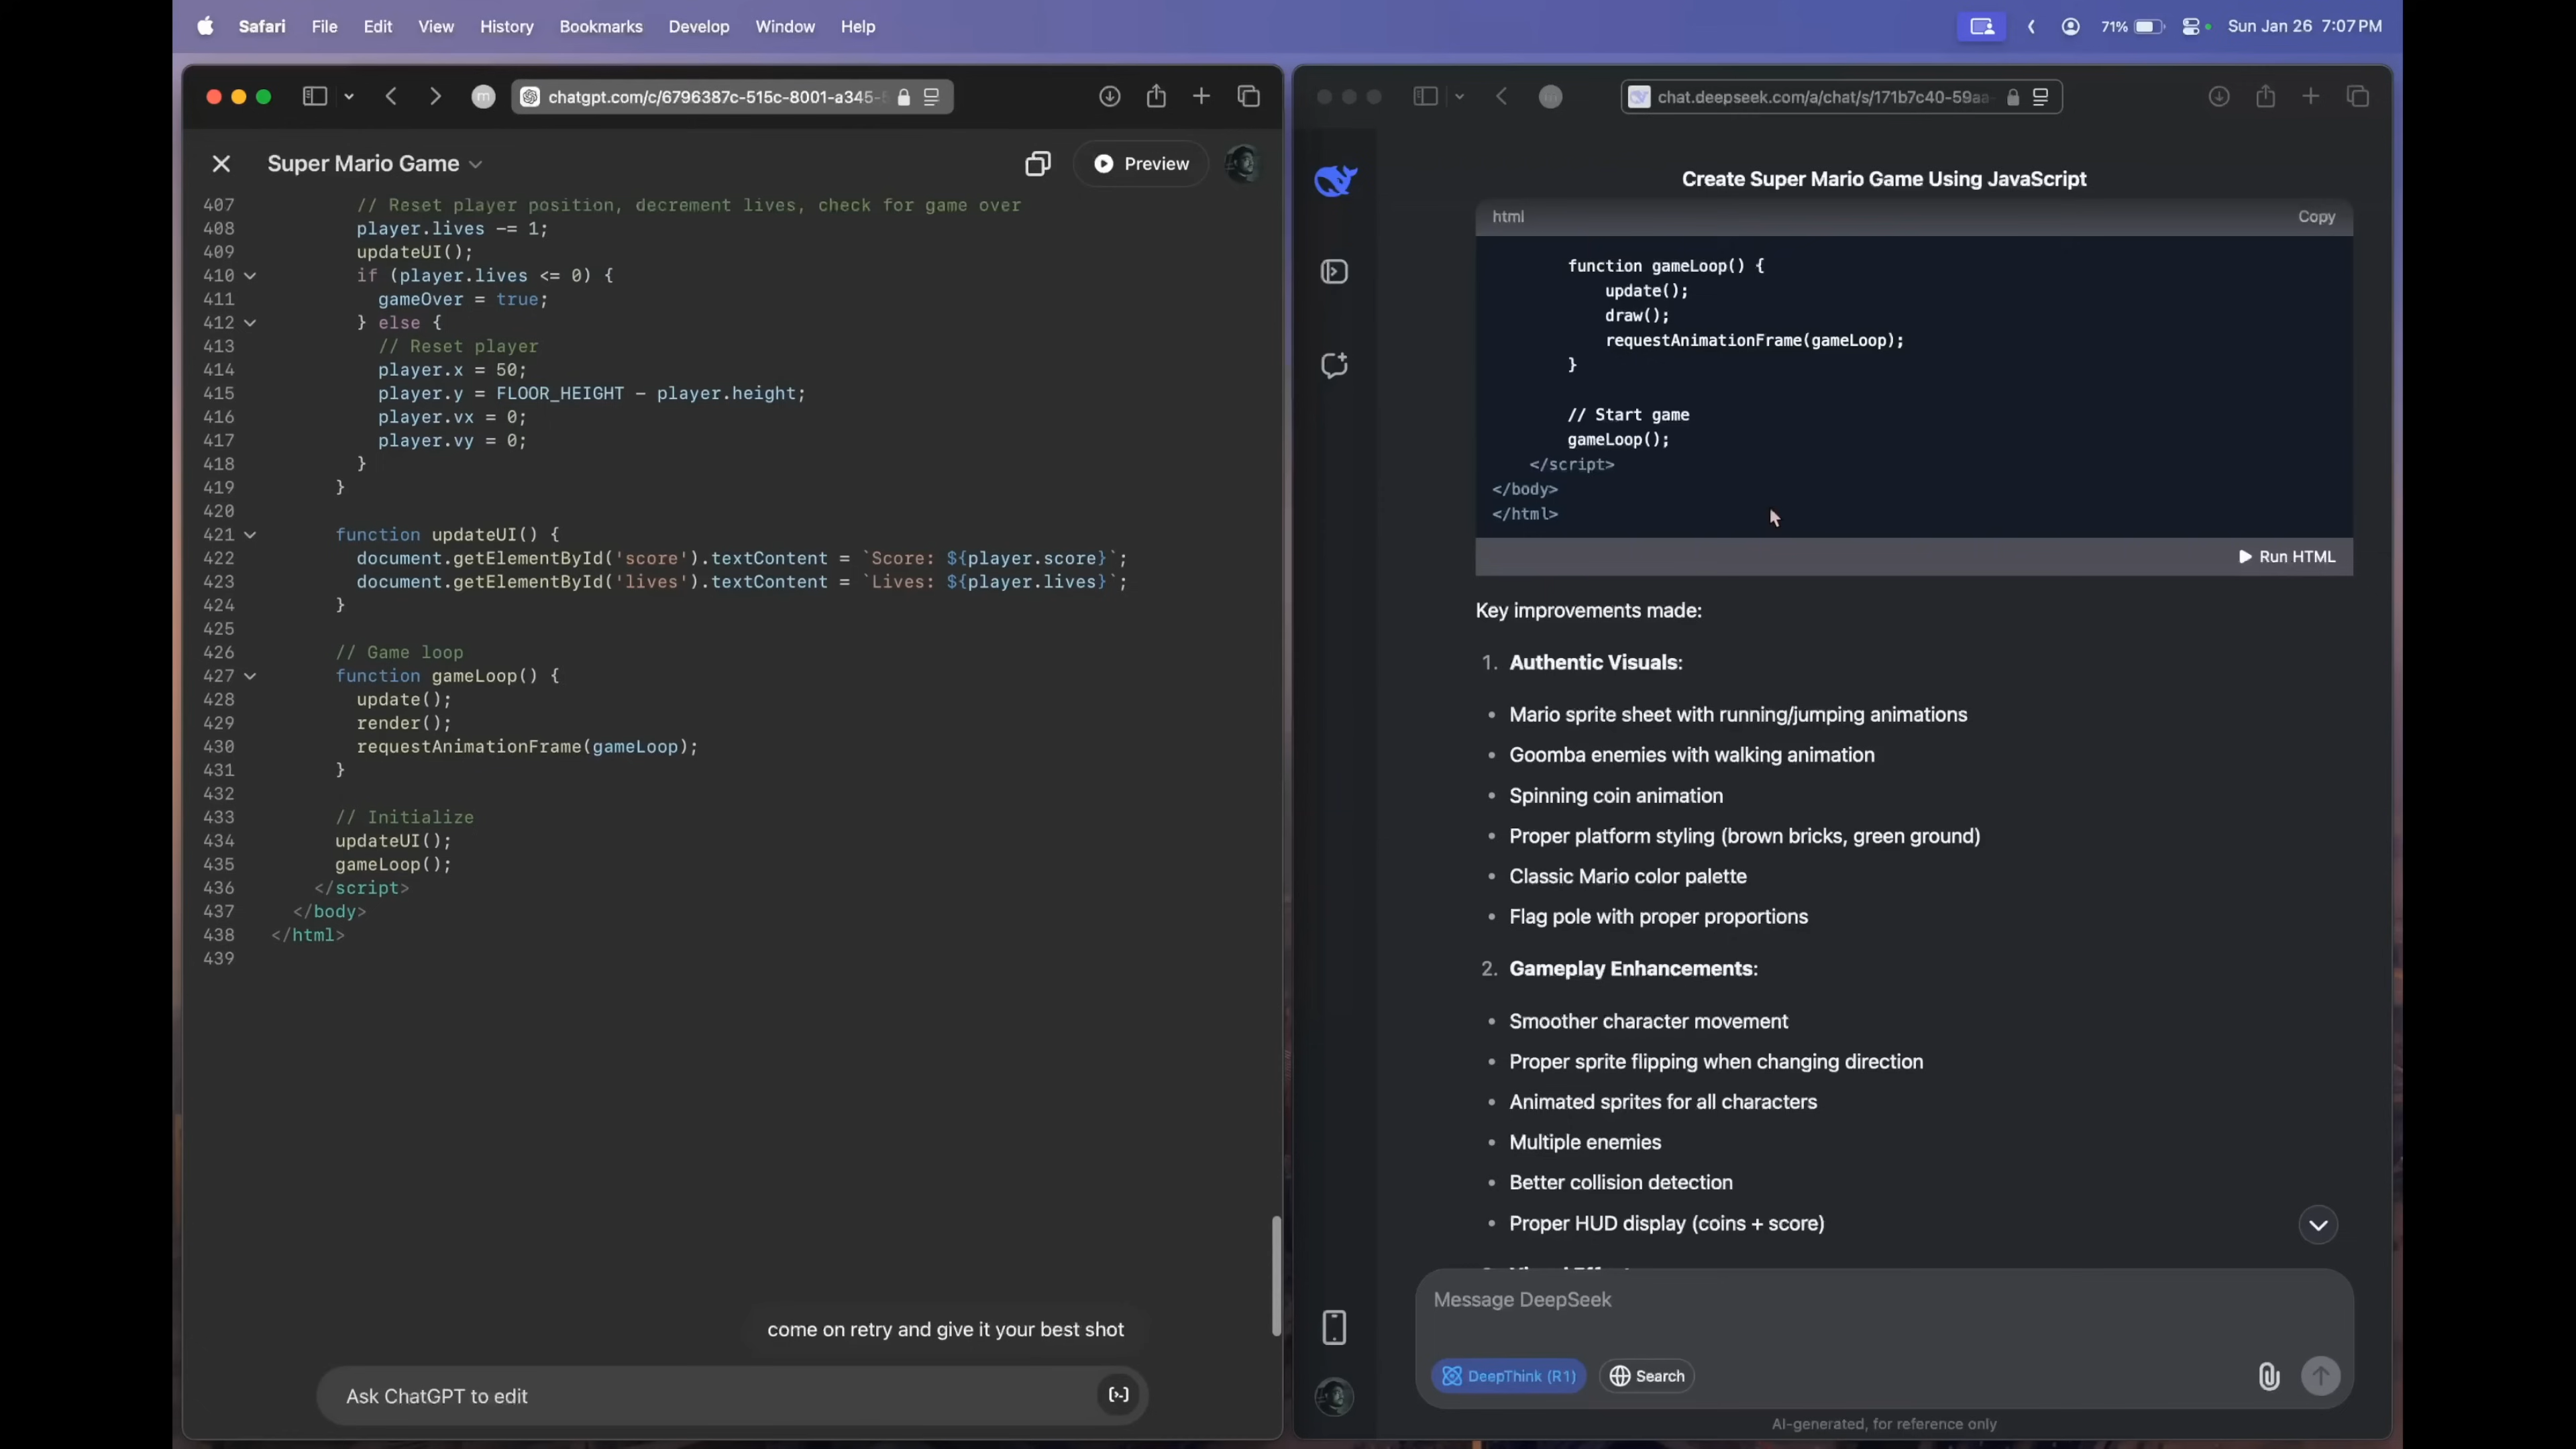 Safari File Edit View History Bookmarks Develop Window Help
71% Sun Jan 26 7:07 PM
m chatgpt.com/c/6796387c-515c-8001-a345-
Super Mario Game
Preview
407 // Reset player position, decrement lives, check for game over
408 player.lives -= 1;
409 updateUI();
410 if (player.lives <= 0) {
411 gameOver = true;
412 } else {
413 // Reset player
414 player.x = 50;
415 player.y = FLOOR_HEIGHT - player.height;
416 player.vx = 0;
417 player.vy = 0;
418 }
419 }
420
421 function updateUI() {
422 document.getElementById('score').textContent = `Score: ${player.score}`;
423 document.getElementById('lives').textContent = `Lives: ${player.lives}`;
424 }
425
426 // Game loop
427 function gameLoop() {
428 update();
429 render();
430 requestAnimationFrame(gameLoop);
431 }
432
433 // Initialize
434 updateUI();
435 gameLoop();
436 </script>
437 </body>
438 </html>
439
come on retry and give it your best shot
Ask ChatGPT to edit
chat.deepseek.com/a/chat/s/171b7c40-59aa-
Create Super Mario Game Using JavaScript
html Copy
function gameLoop() {
update();
draw();
requestAnimationFrame(gameLoop);
}
// Start game
gameLoop();
</script>
</body>
</html>
Run HTML
Key improvements made:
1. Authentic Visuals:
• Mario sprite sheet with running/jumping animations
• Goomba enemies with walking animation
• Spinning coin animation
• Proper platform styling (brown bricks, green ground)
• Classic Mario color palette
• Flag pole with proper proportions
2. Gameplay Enhancements:
• Smoother character movement
• Proper sprite flipping when changing direction
• Animated sprites for all characters
• Multiple enemies
• Better collision detection
• Proper HUD display (coins + score)
Message DeepSeek
DeepThink (R1) Search
AI-generated, for reference only